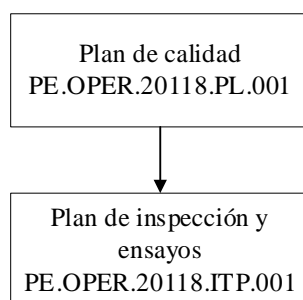 Plan de calidad
PE.OPER.20118.PL.001
Plan de inspección y
ensayos
PE.OPER.20118.ITP.001